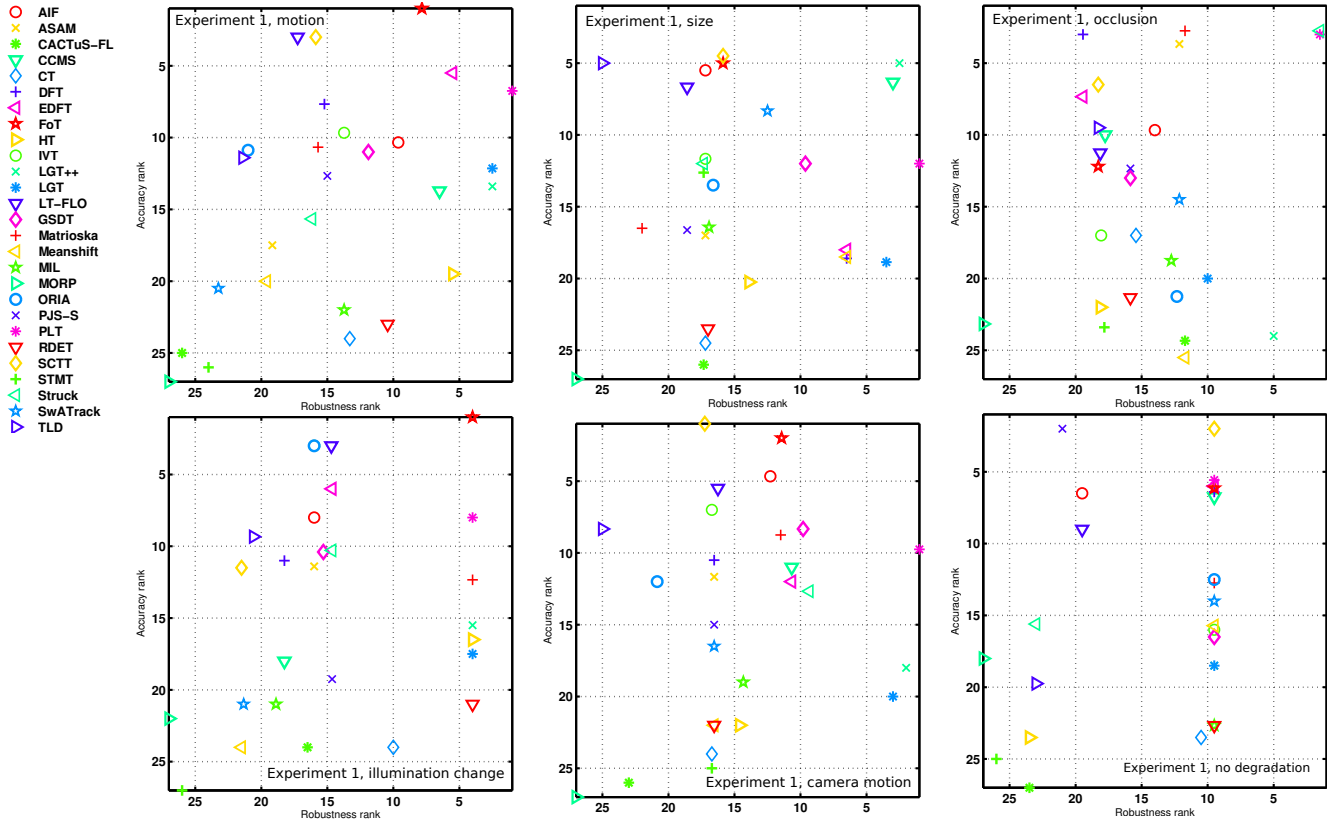 AIF
ASAM
CACTuS-FL
CCMS
CT
DFT
EDFT
FoT
HT
IVT
LGT++
LGT
LT-FLO
GSDT
Matrioska
Meanshift
MIL
MORP
ORIA
PJS-S
PLT
RDET
SCTT
STMT
Struck
SwATrack
TLD
Experiment 1, motion
Accuracy rank
5
10
15
20
25
25
20
15
10
5
Robustness rank
Experiment 1, size
Accuracy rank
5
10
15
20
25
25
20
15
10
5
Robustness rank
Experiment 1, occlusion
Accuracy rank
5
10
15
20
25
25
20
15
10
5
Robustness rank
Experiment 1, illumination change
Accuracy rank
5
10
15
20
25
25
20
15
10
5
Robustness rank
Experiment 1, camera motion
Accuracy rank
5
10
15
20
25
25
20
15
10
5
Robustness rank
Experiment 1, no degradation
Accuracy rank
5
10
15
20
25
25
20
15
10
5
Robustness rank